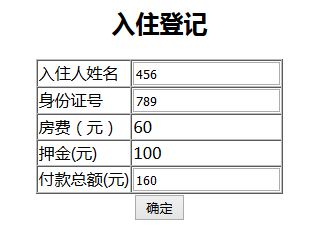 入住登记
入住人姓名 456
身份证号 789
房费（元） 60
押金(元) 100
付款总额(元) 160
确定